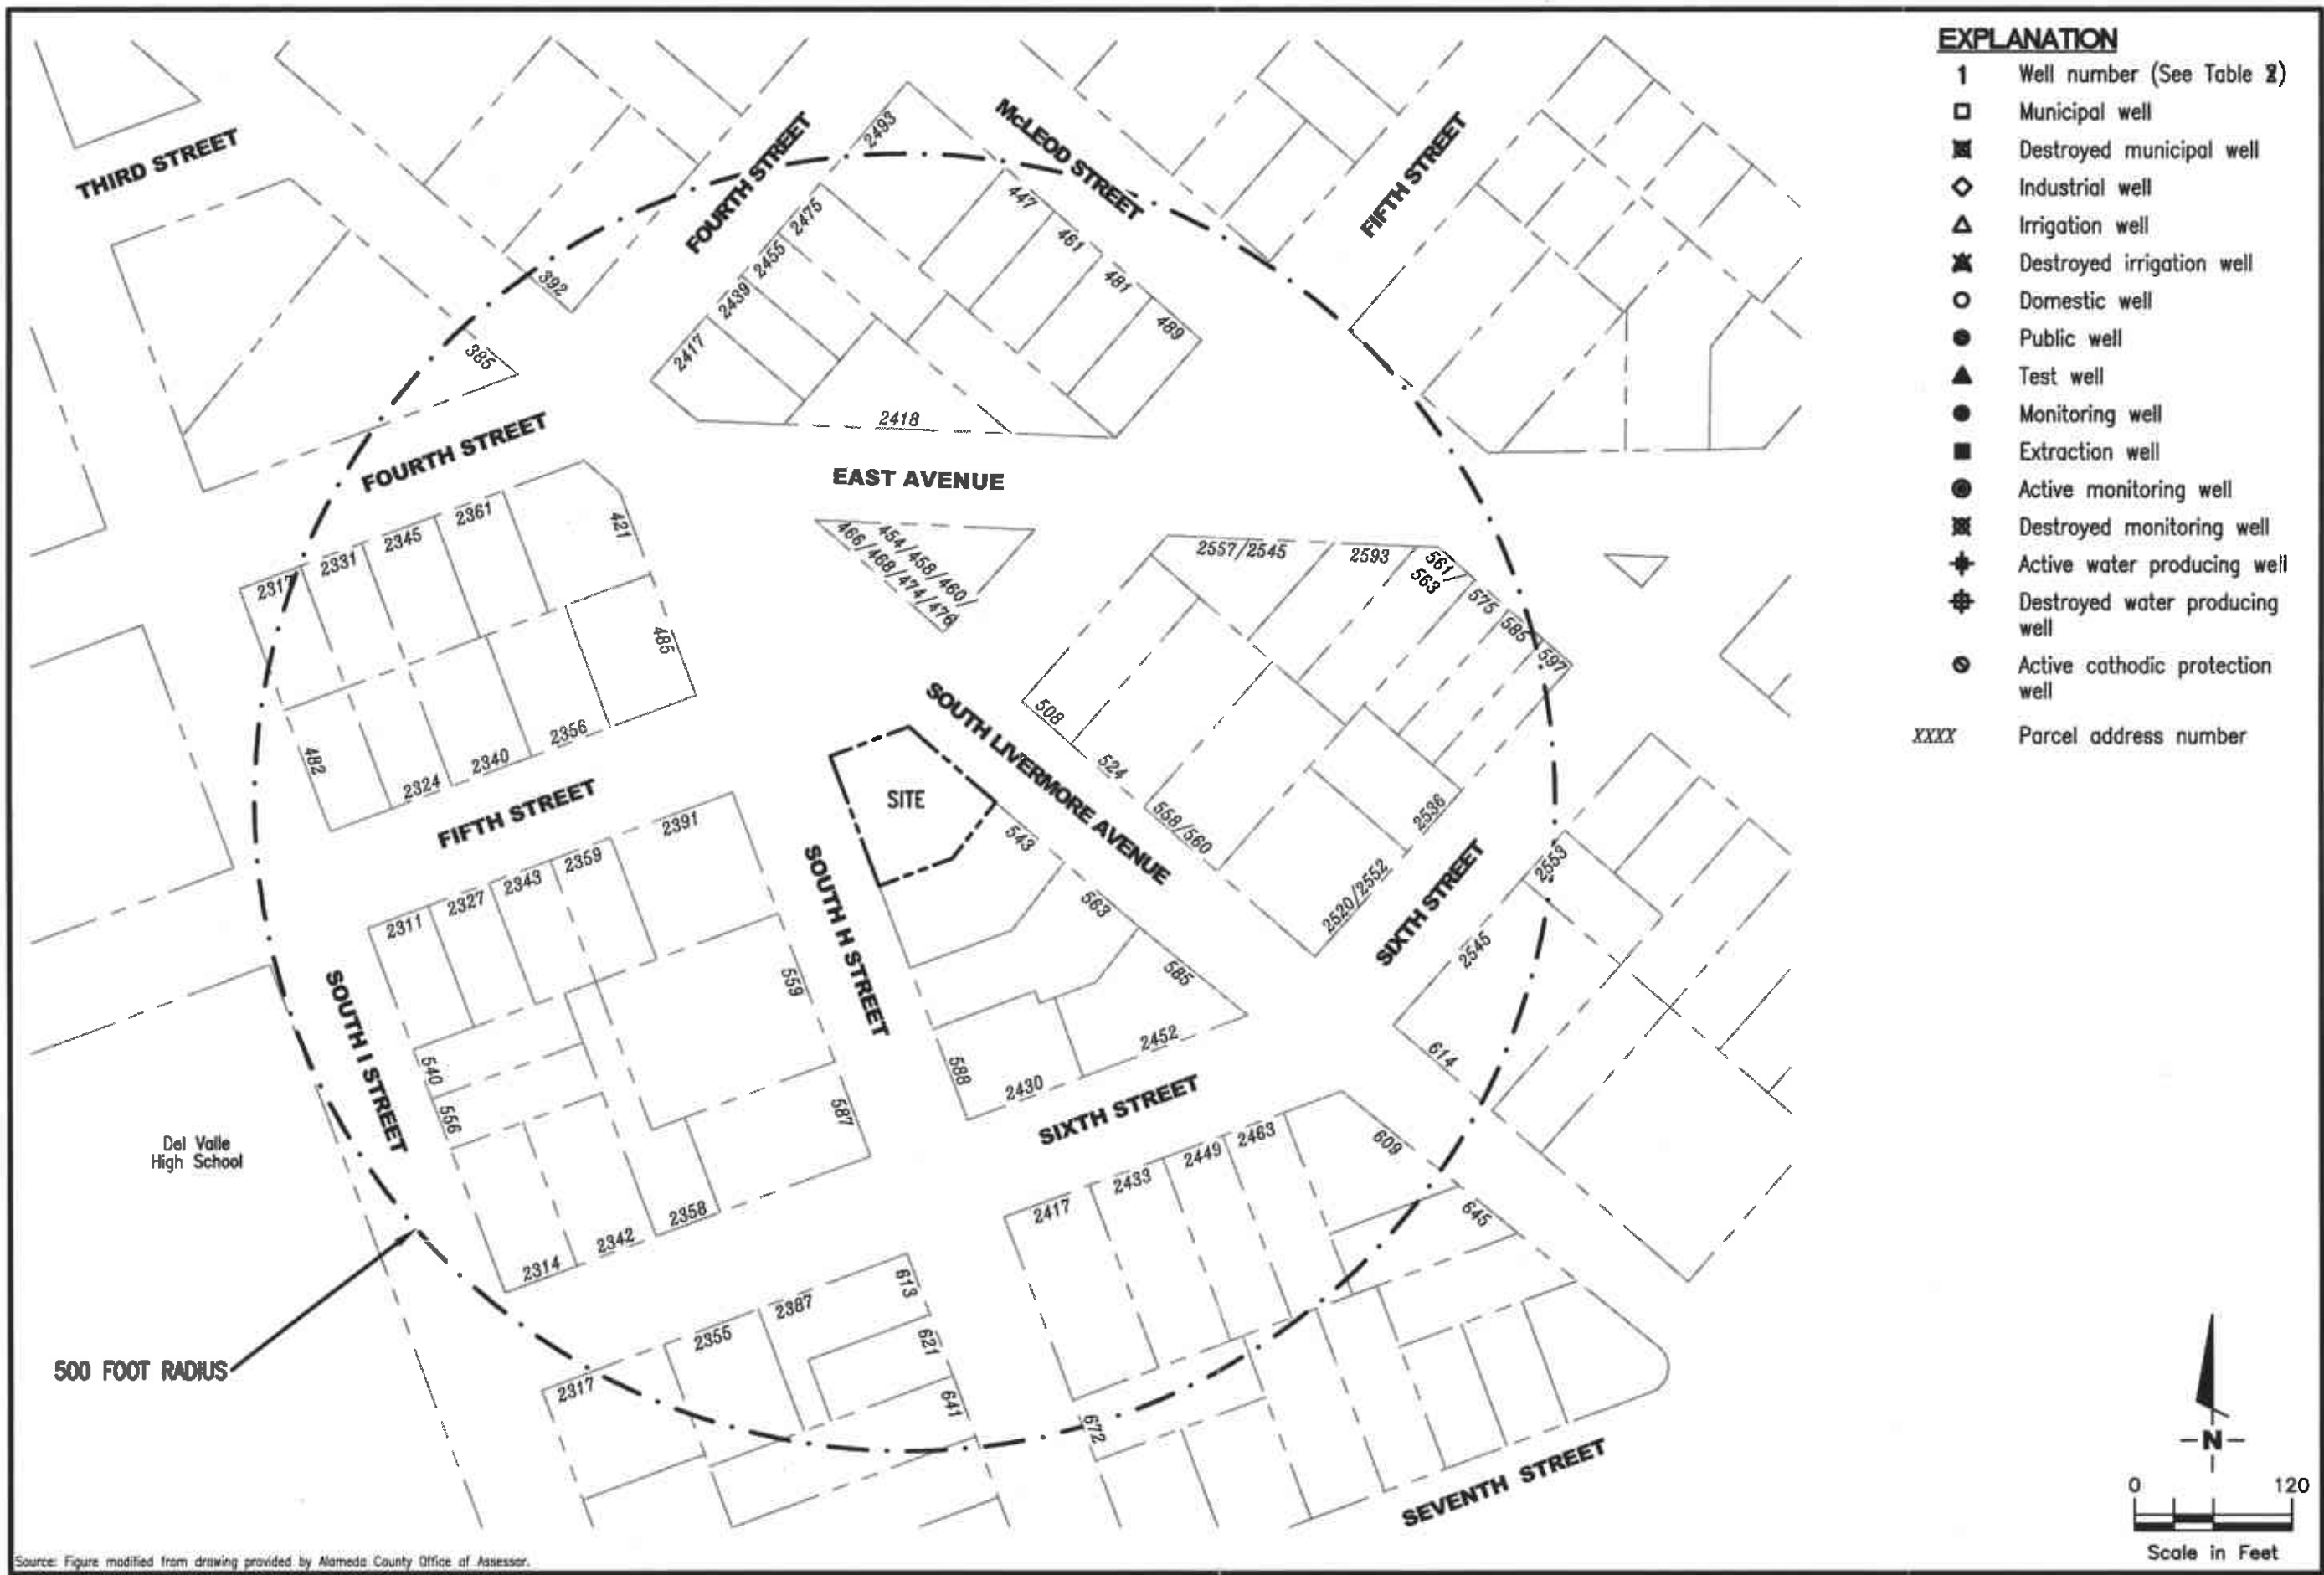 EXPLANATION
1 Well number (See Table 2)
Municipal well
Destroyed municipal well
Industrial well
Irrigation well
Destroyed irrigation well
Domestic well
Public well
Test well
Monitoring well
Extraction well
Active monitoring well
Destroyed monitoring well
Active water producing well
Destroyed water producing
well
Active cathodic protection
well
XXXX Parcel address number
THIRD STREET
FOURTH STREET
McLEOD STREET
FIFTH STREET
2493
2475
2455
2439
2417
447
461
481
489
392
385
2418
FOURTH STREET
EAST AVENUE
2317
2331
2345
2361
421
485
454/458/460/
466/468/474/476
2557/2545
2593
561/
563
575
585
597
482
2324
2340
2356
508
524
558/560
2536
2520/2552
SOUTH LIVERMORE AVENUE
FIFTH STREET
SITE
543
563
585
2311
2327
2343
2359
2391
SOUTH H STREET
559
SIXTH STREET
2553
2545
614
SOUTH I STREET
540
556
587
588
2430
2452
SIXTH STREET
Del Valle
High School
2314
2342
2358
2417
2433
2449
2463
609
645
613
621
641
2317
2355
2387
672
500 FOOT RADIUS
SEVENTH STREET
N
0 120
Scale in Feet
Source: Figure modified from drawing provided by Alameda County Office of Assessor.